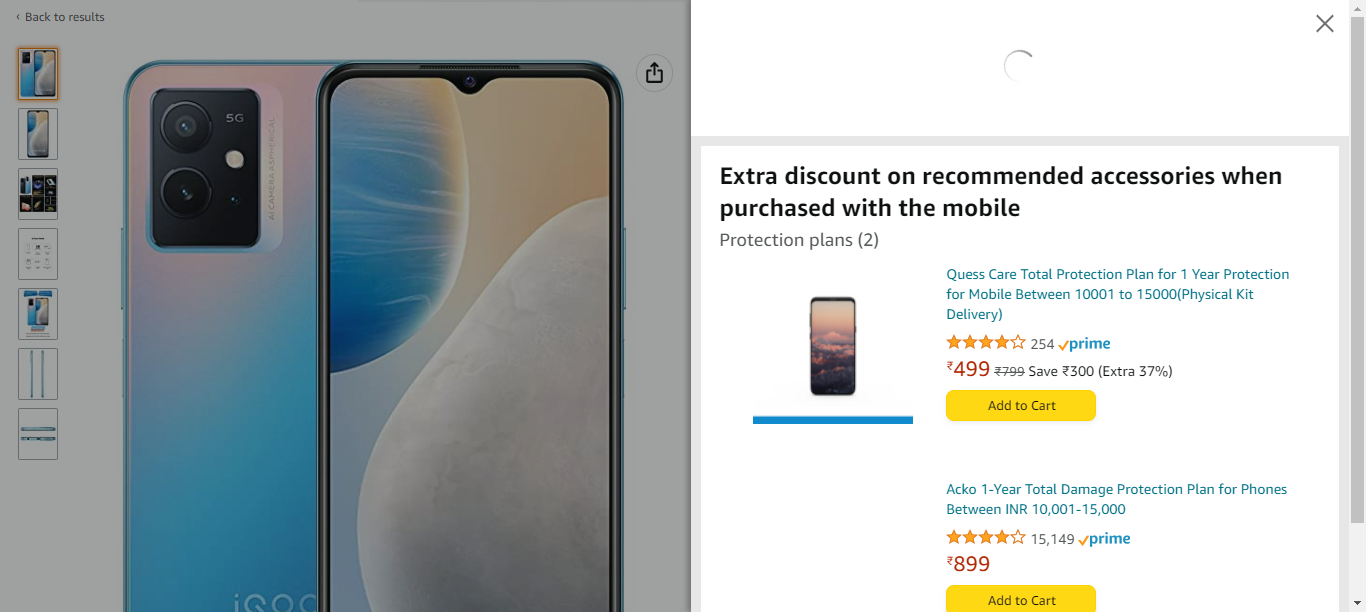 ‹ Back to results
5G
AI CAMERA ASPHERICAL
Extra discount on recommended accessories when
purchased with the mobile
Protection plans (2)
Quess Care Total Protection Plan for 1 Year Protection
for Mobile Between 10001 to 15000(Physical Kit
Delivery)
254 prime
₹499 ₹799 Save ₹300 (Extra 37%)
Add to Cart
Acko 1-Year Total Damage Protection Plan for Phones
Between INR 10,001-15,000
15,149 prime
₹899
Add to Cart